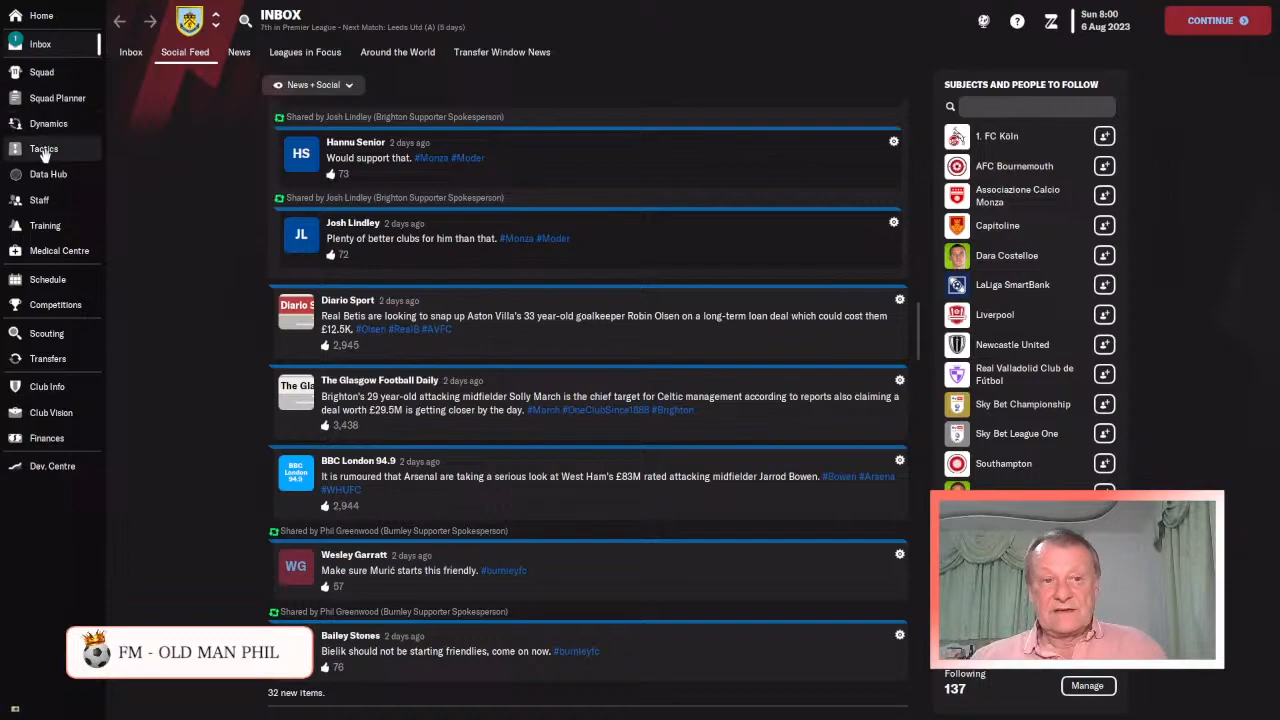 Home
1
Inbox
Squad
Squad Planner
Dynamics
Tactics
Data Hub
Staff
Training
Medical Centre
Schedule
Competitions
Scouting
Transfers
Club Info
Club Vision
Finances
Dev. Centre
INBOX
7th in Premier League - Next Match: Leeds Utd (A) (5 days)
Sun 8:00
6 Aug 2023
CONTINUE
Inbox
Social Feed
News
Leagues in Focus
Around the World
Transfer Window News
News + Social
Shared by Josh Lindley (Brighton Supporter Spokesperson)
HS
Hannu Senior 2 days ago
Would support that. #Monza #Moder
73
Shared by Josh Lindley (Brighton Supporter Spokesperson)
JL
Josh Lindley 2 days ago
Plenty of better clubs for him than that. #Monza #Moder
72
Diario S
Diario Sport 2 days ago
Real Betis are looking to snap up Aston Villa's 33 year-old goalkeeper Robin Olsen on a long-term loan deal which could cost them
£12.5K. #Olsen #RealB #AVFC
2,945
The Gla
The Glasgow Football Daily 2 days ago
Brighton's 29 year-old attacking midfielder Solly March is the chief target for Celtic management according to reports also claiming a
deal worth £29.5M is getting closer by the day. #March #OneClubSince1888 #Brighton
3,438
BBC
London
94.9
BBC London 94.9 2 days ago
It is rumoured that Arsenal are taking a serious look at West Ham's £83M rated attacking midfielder Jarrod Bowen. #Bowen #Arsena
#WHUFC
2,944
Shared by Phil Greenwood (Burnley Supporter Spokesperson)
WG
Wesley Garratt 2 days ago
Make sure Murić starts this friendly. #burnleyfc
57
Shared by Phil Greenwood (Burnley Supporter Spokesperson)
Bailey Stones 2 days ago
Bielik should not be starting friendlies, come on now. #burnleyfc
76
32 new items.
SUBJECTS AND PEOPLE TO FOLLOW
1. FC Köln
AFC Bournemouth
Associazione Calcio
Monza
Capitoline
Dara Costelloe
LaLiga SmartBank
Liverpool
Newcastle United
Real Valladolid Club de
Fútbol
Sky Bet Championship
Sky Bet League One
Southampton
Following
137
Manage
FM - OLD MAN PHIL